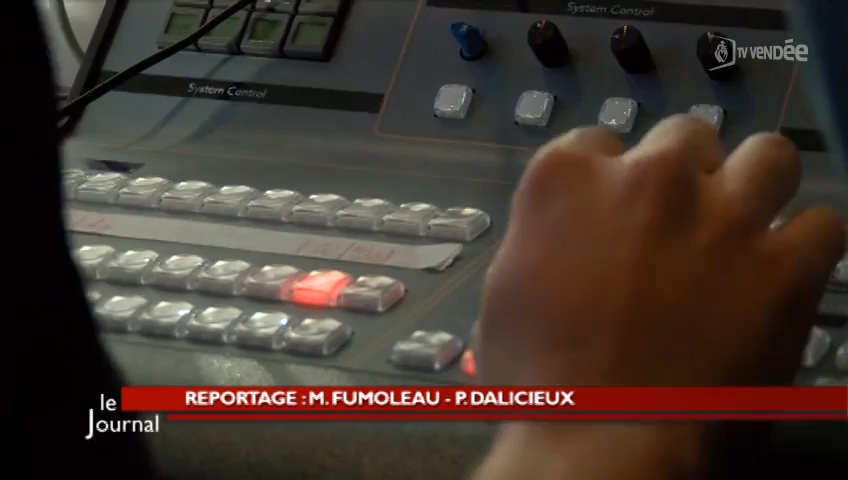 System Control
TV VENDÉE
System Control
REPORTAGE : M. FUMOLEAU - P. DALICIEUX
le
Journal